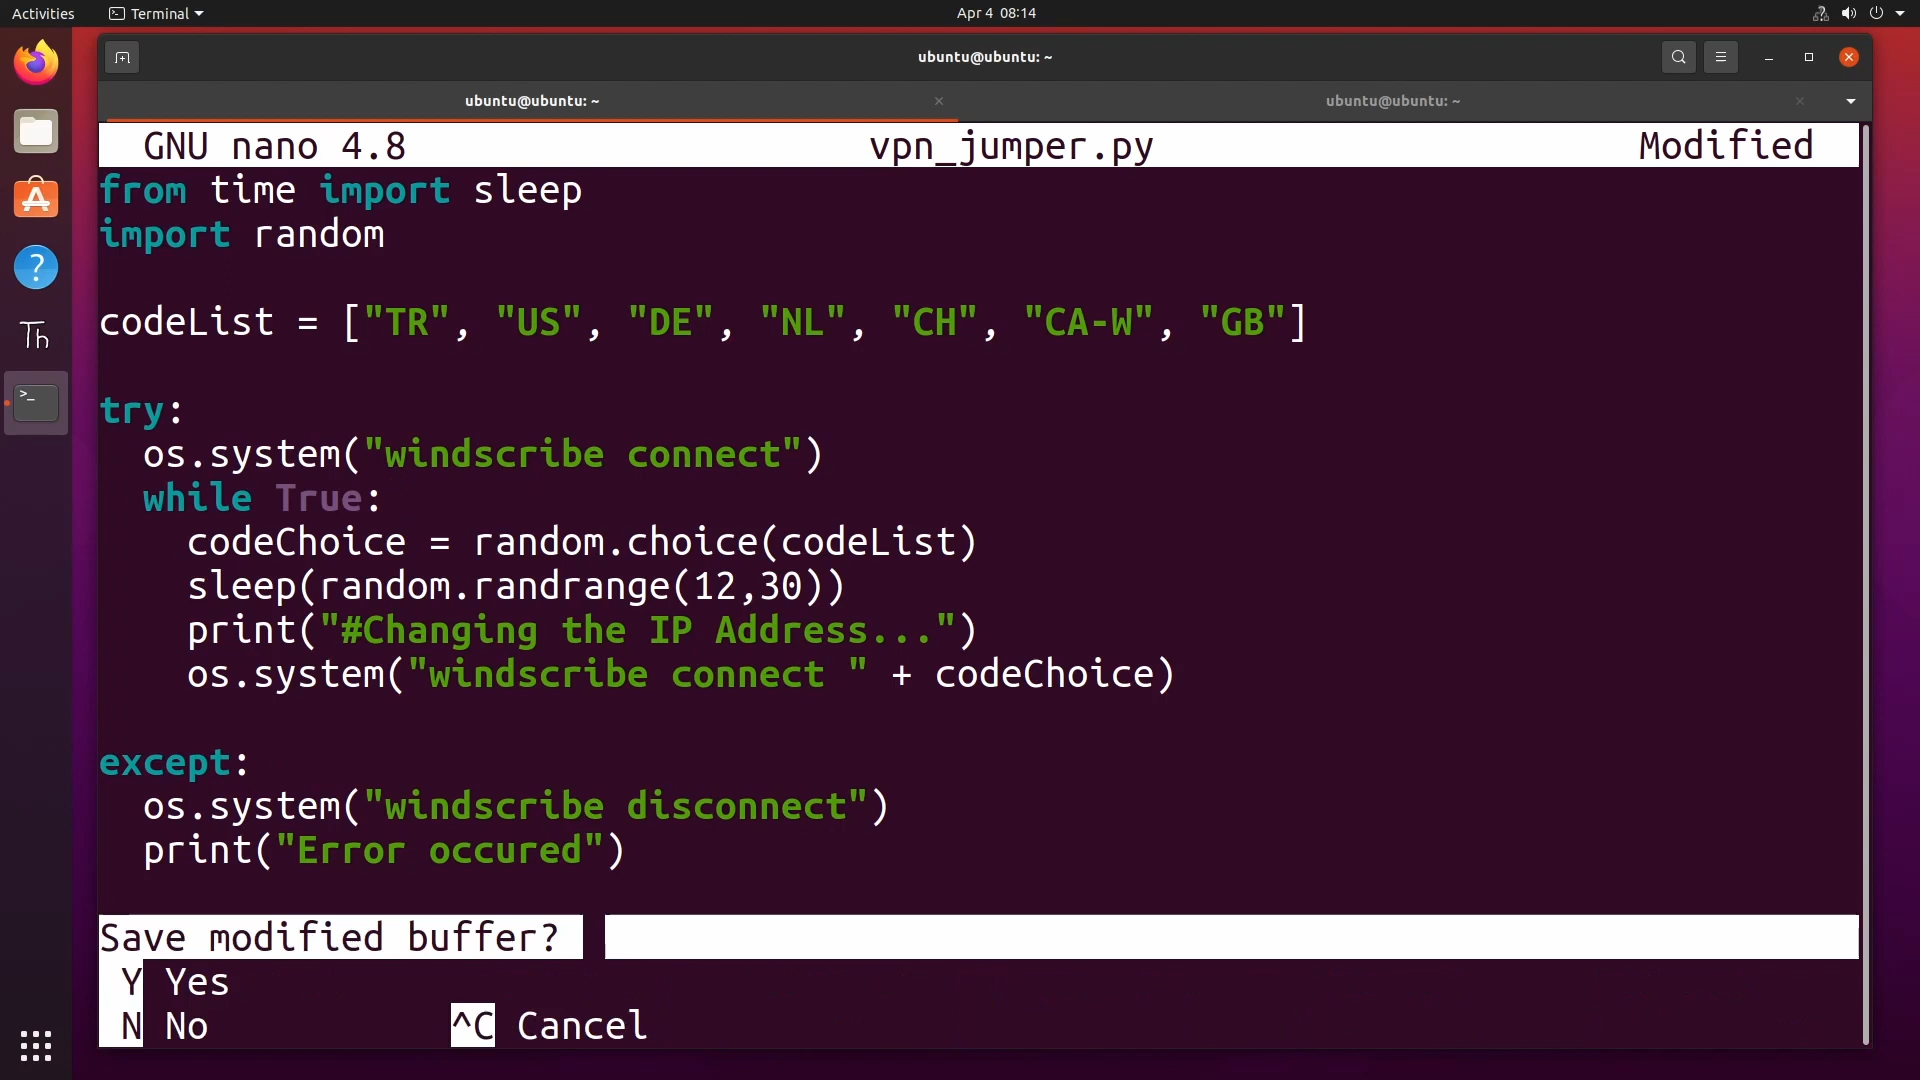 Activities Terminal Apr 4 08:14
ubuntu@ubuntu: ~
ubuntu@ubuntu: ~ ubuntu@ubuntu: ~
GNU nano 4.8 vpn_jumper.py Modified
from time import sleep
import random
codeList = ["TR", "US", "DE", "NL", "CH", "CA-W", "GB"]
try:
os.system("windscribe connect")
while True:
codeChoice = random.choice(codeList)
sleep(random.randrange(12,30))
print("#Changing the IP Address...")
os.system("windscribe connect " + codeChoice)
except:
os.system("windscribe disconnect")
print("Error occured")
Save modified buffer?
Y Yes
N No ^C Cancel